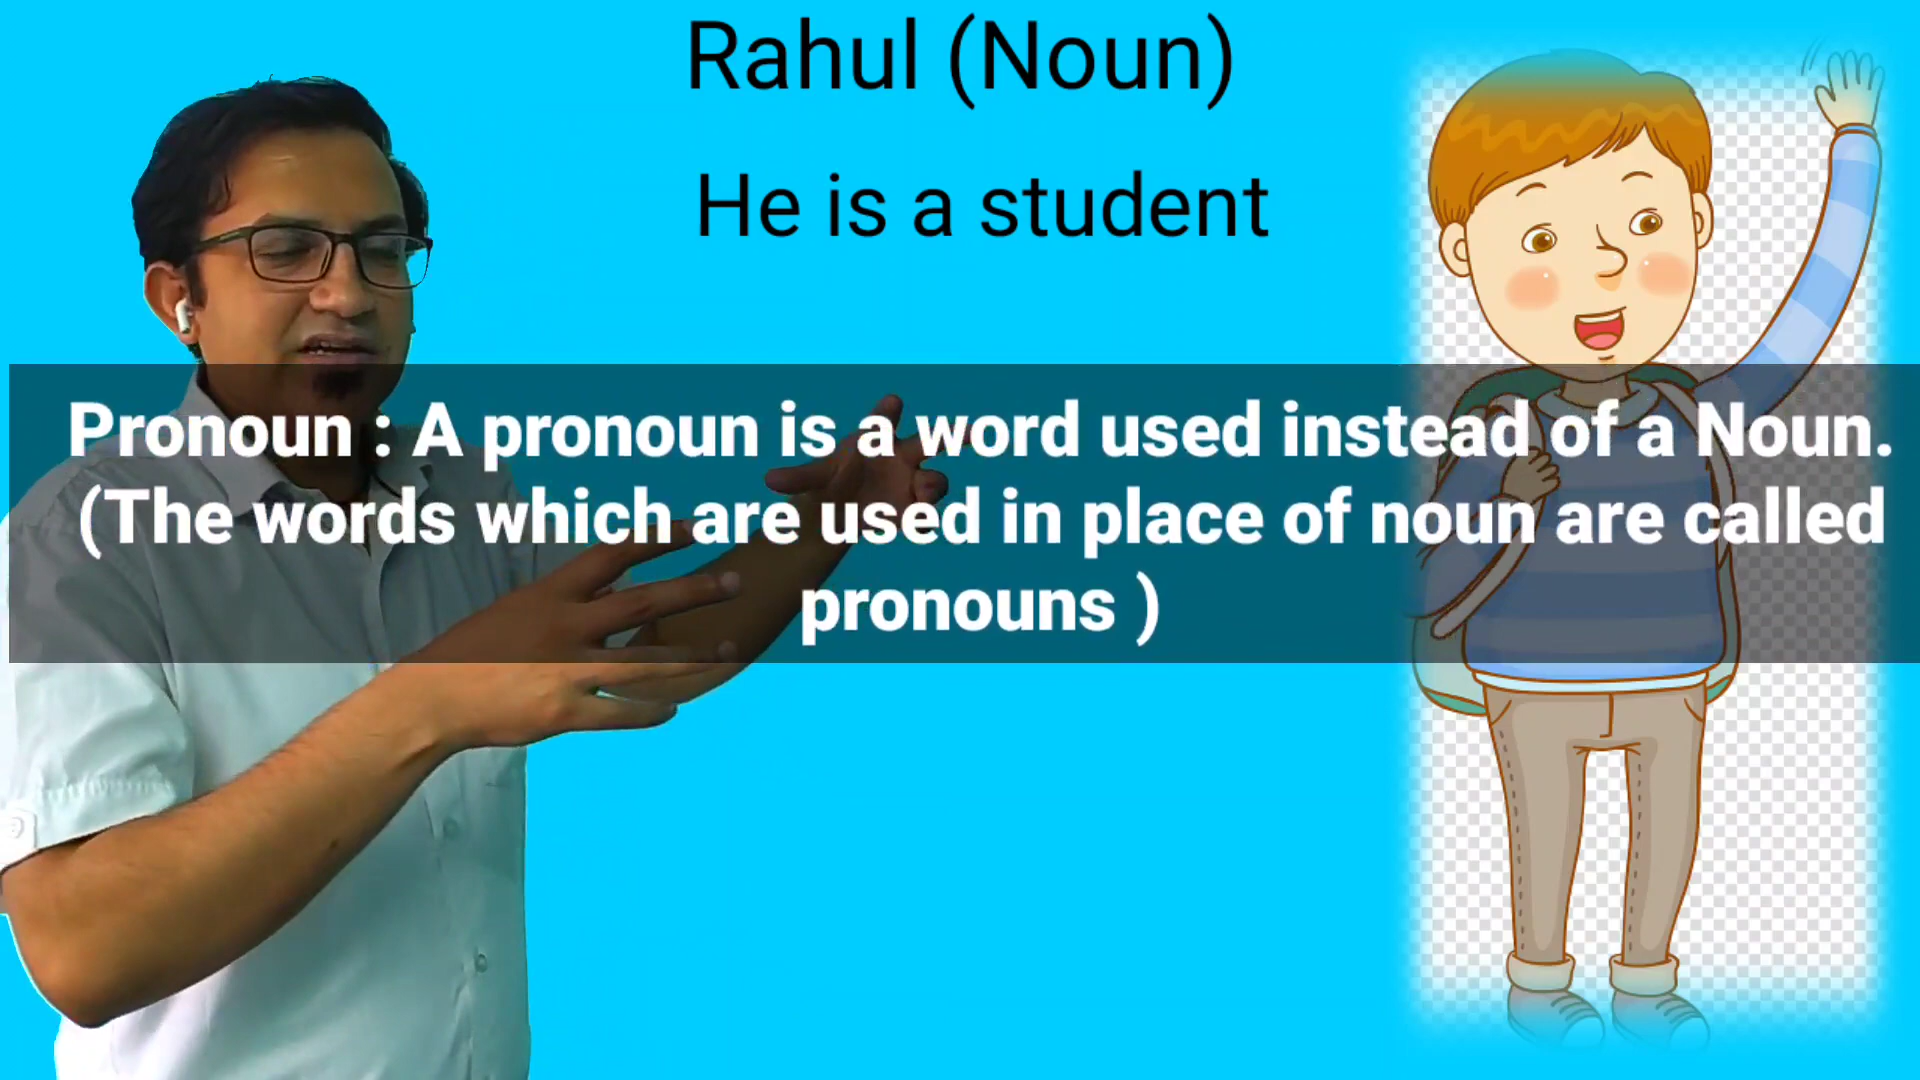 Rahul (Noun)
He is a student
Pronoun : A pronoun is a word used instead of a Noun.
(The words which are used in place of noun are called
pronouns )